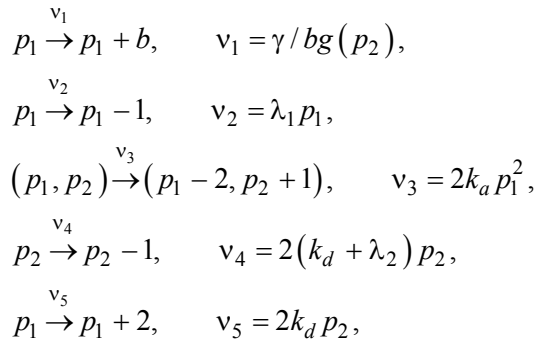 p₁ →^{ν₁} p₁ + b, ν₁ = γ / bg(p₂),
p₁ →^{ν₂} p₁ − 1, ν₂ = λ₁p₁,
(p₁, p₂) →^{ν₃} (p₁ − 2, p₂ + 1), ν₃ = 2kₐp₁²,
p₂ →^{ν₄} p₂ − 1, ν₄ = 2(k_d + λ₂)p₂,
p₁ →^{ν₅} p₁ + 2, ν₅ = 2k_d p₂,